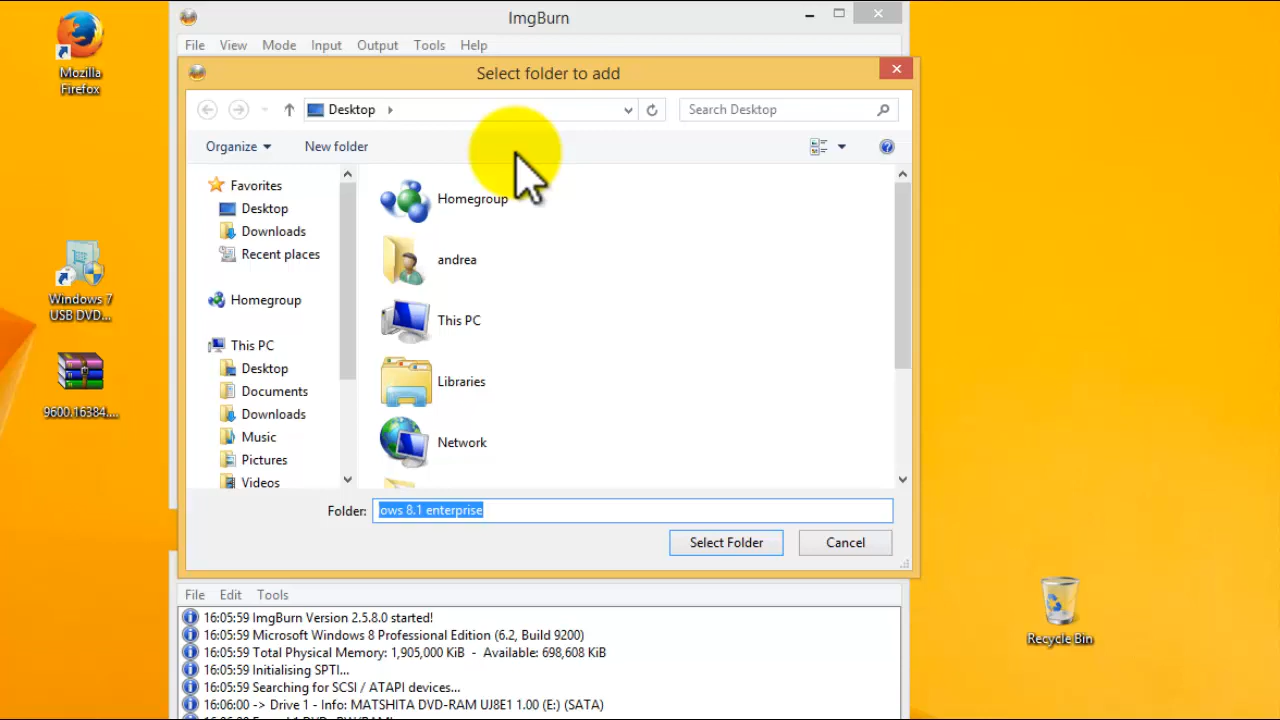 ImgBurn
File View Mode Input Output Tools Help
Select folder to add
Desktop
Search Desktop
Organize
New folder
Favorites
Desktop
Downloads
Recent places
Homegroup
This PC
Desktop
Documents
Downloads
Music
Pictures
Videos
Homegroup
andrea
This PC
Libraries
Network
Folder: ows 8.1 enterprise
Select Folder
Cancel
File Edit Tools
16:05:59 ImgBurn Version 2.5.8.0 started!
16:05:59 Microsoft Windows 8 Professional Edition (6.2, Build 9200)
16:05:59 Total Physical Memory: 1,905,000 KiB - Available: 698,608 KiB
16:05:59 Initialising SPTI...
16:05:59 Searching for SCSI / ATAPI devices...
16:06:00 -> Drive 1 - Info: MATSHITA DVD-RAM UJ8E1 1.00 (E:) (SATA)
Mozilla
Firefox
Windows 7
USB DVD...
9600.16384....
Recycle Bin